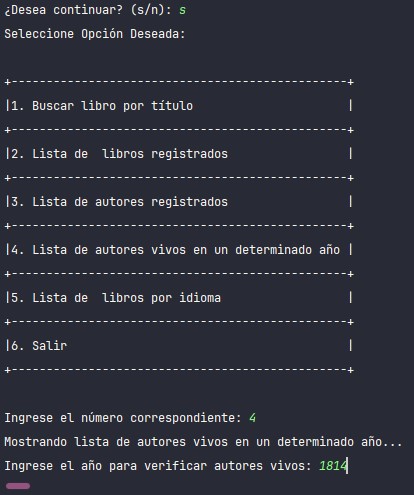 ¿Desea continuar? (s/n): s
Seleccione Opción Deseada:
+------------------------------------------------+
|1. Buscar libro por título                      |
+------------------------------------------------+
|2. Lista de  libros registrados                 |
+------------------------------------------------+
|3. Lista de autores registrados                 |
+------------------------------------------------+
|4. Lista de autores vivos en un determinado año |
+------------------------------------------------+
|5. Lista de  libros por idioma                  |
+------------------------------------------------+
|6. Salir                                        |
+------------------------------------------------+
Ingrese el número correspondiente: 4
Mostrando lista de autores vivos en un determinado año...
Ingrese el año para verificar autores vivos: 1814